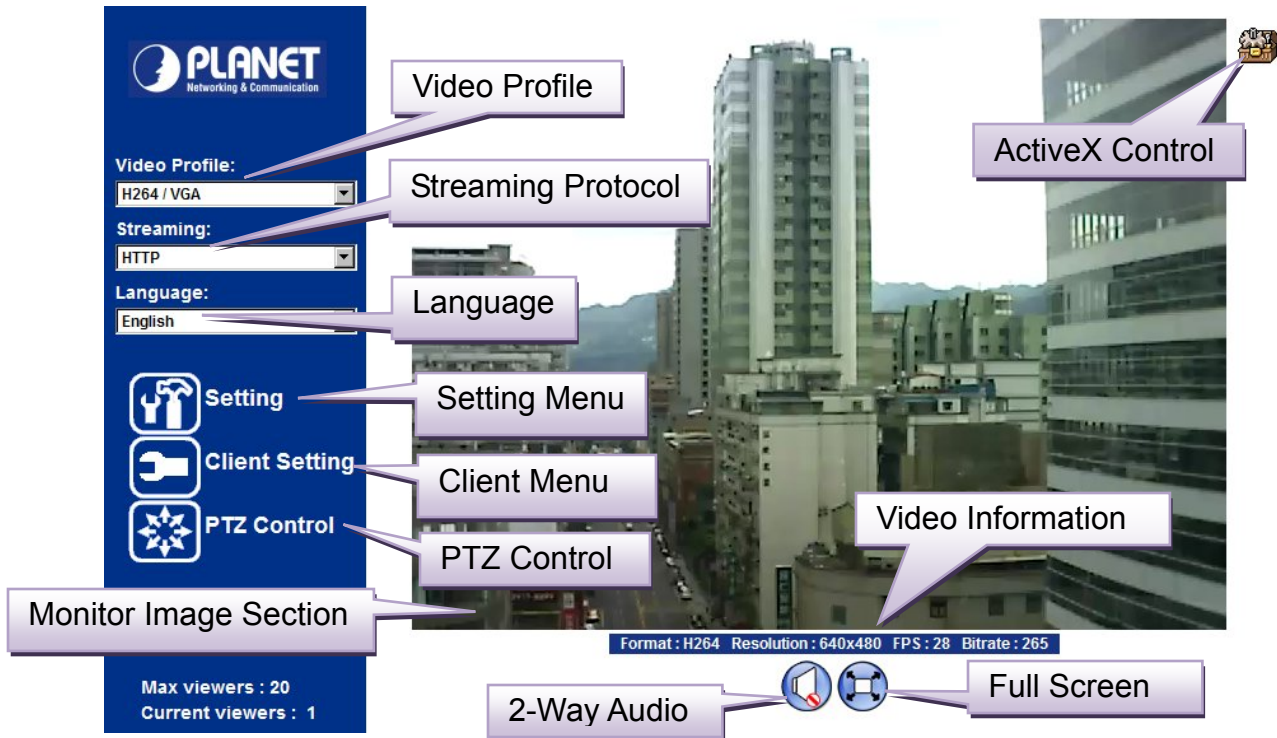 PLANET
Networking & Communication
Video Profile
ActiveX Control
Video Profile:
H264 / VGA
Streaming Protocol
Streaming:
HTTP
Language:
English
Language
Setting
Setting Menu
Client Setting
Client Menu
PTZ Control
PTZ Control
Video Information
Monitor Image Section
Format : H264 Resolution : 640x480 FPS : 28 Bitrate : 265
2-Way Audio
Full Screen
Max viewers : 20
Current viewers : 1